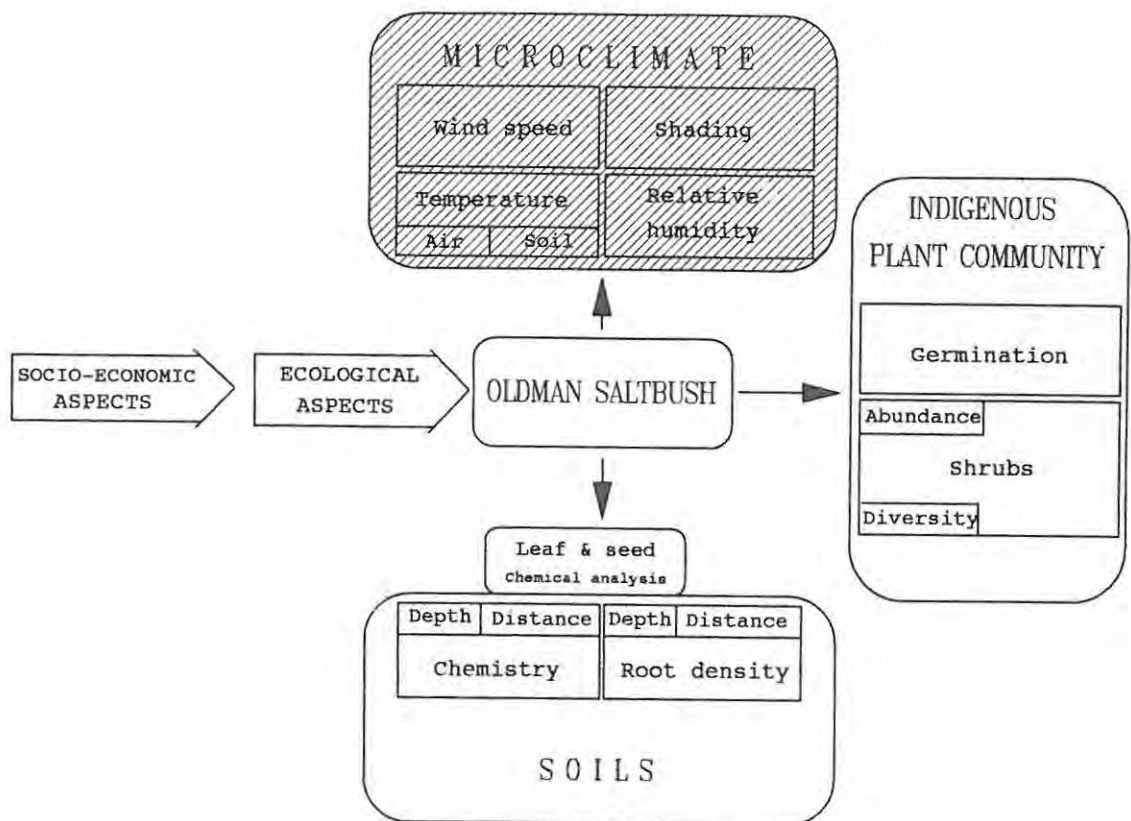 MICROCLIMATE
Wind speed
Shading
Temperature
Air
Soil
Relative
humidity
INDIGENOUS
PLANT COMMUNITY
Germination
Abundance
Shrubs
Diversity
SOCIO-ECONOMIC
ASPECTS
ECOLOGICAL
ASPECTS
OLDMAN SALTBUSH
Leaf & seed
Chemical analysis
Depth
Distance
Depth
Distance
Chemistry
Root density
SOILS